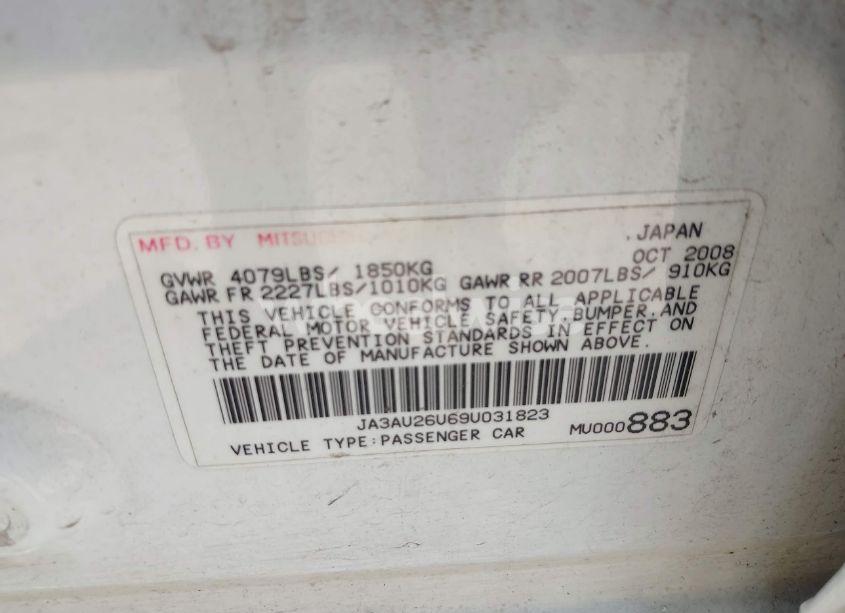 MFD. BY MITSUBISHI
, JAPAN
OCT 2008
GVWR 4079LBS/ 1850KG
GAWR FR 2227LBS/1010KG GAWR RR 2007LBS/ 910KG
THIS VEHICLE CONFORMS TO ALL APPLICABLE
FEDERAL MOTOR VEHICLE SAFETY, BUMPER, AND
THEFT PREVENTION STANDARDS IN EFFECT ON
THE DATE OF MANUFACTURE SHOWN ABOVE.
JA3AU26U69U031823
VEHICLE TYPE:PASSENGER CAR MU000883